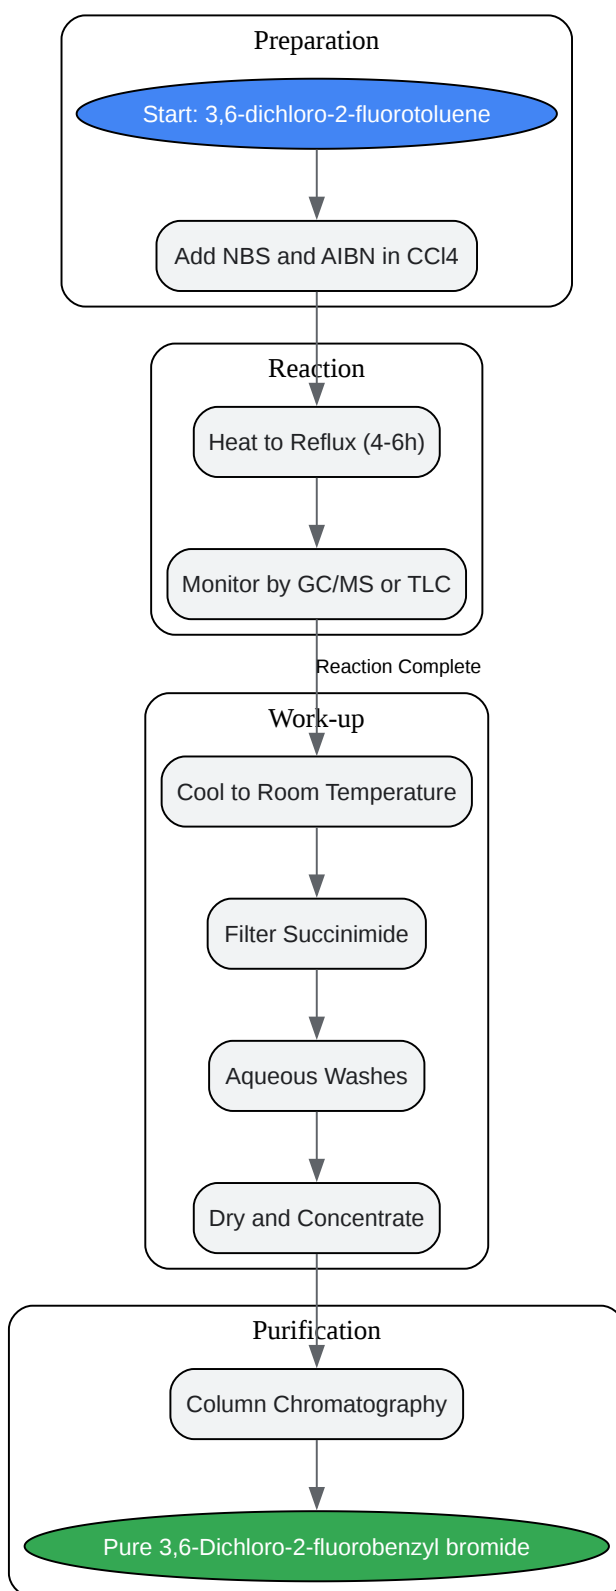 Preparation
Start: 3,6-dichloro-2-fluorotoluene
Add NBS and AIBN in CCl4
Reaction
Heat to Reflux (4-6h)
Monitor by GC/MS or TLC
Reaction Complete
Work-up
Cool to Room Temperature
Filter Succinimide
Aqueous Washes
Dry and Concentrate
Purification
Column Chromatography
Pure 3,6-Dichloro-2-fluorobenzyl bromide